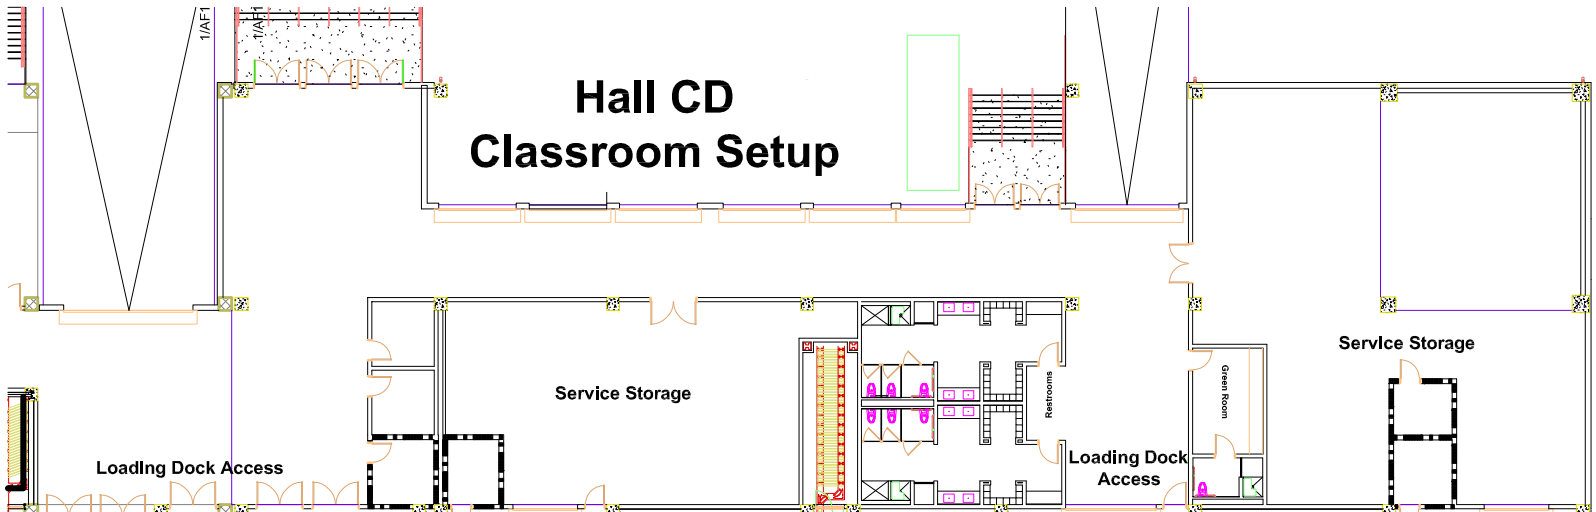 1/AF1
1/AF1
Hall CD
Classroom Setup
Service Storage
Service Storage
Green Room
Restrooms
Loading Dock Access
Loading Dock
Access